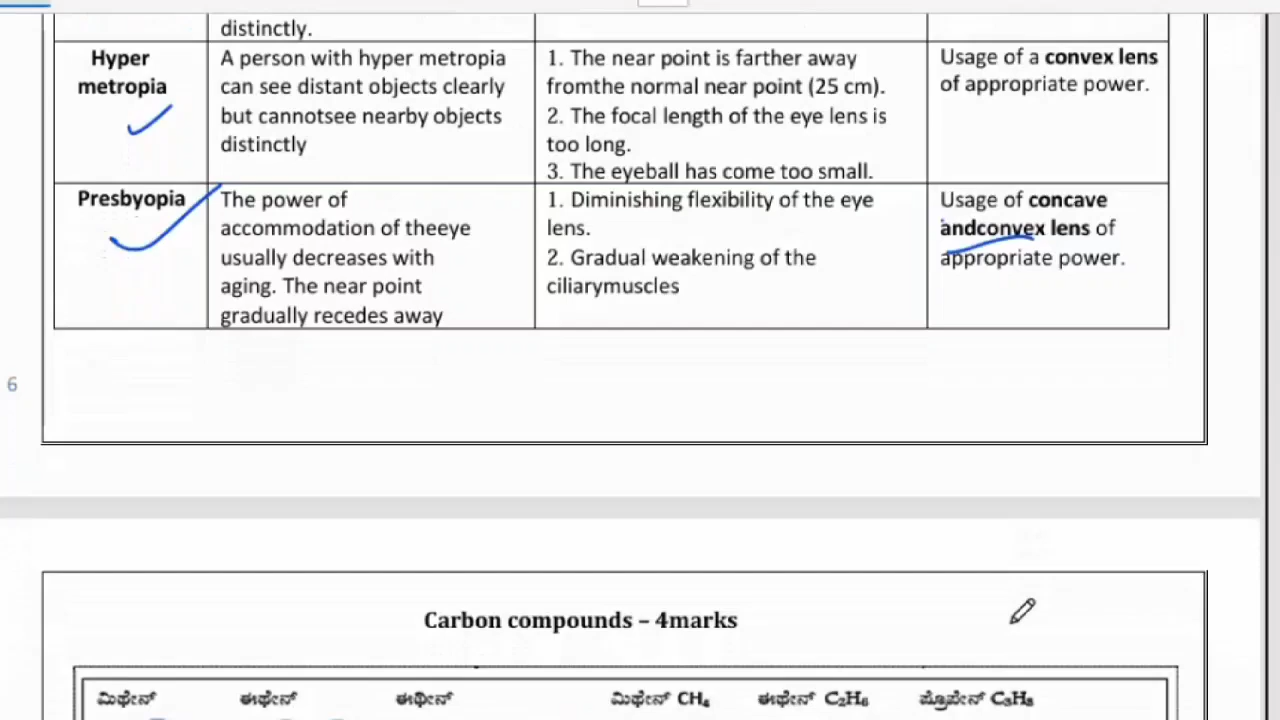 distinctly.
Hyper
metropia
A person with hyper metropia
can see distant objects clearly
but cannotsee nearby objects
distinctly
1. The near point is farther away
fromthe normal near point (25 cm).
2. The focal length of the eye lens is
too long.
3. The eyeball has come too small.
Usage of a convex lens
of appropriate power.
Presbyopia
The power of
accommodation of theeye
usually decreases with
aging. The near point
gradually recedes away
1. Diminishing flexibility of the eye
lens.
2. Gradual weakening of the
ciliarymuscles
Usage of concave
andconvex lens of
appropriate power.
6
Carbon compounds – 4marks
ಮಿಥೇನ್ ಈಥೇನ್ ಈಥೀನ್ ಮಿಥೇನ್ CH₄ ಈಥೇನ್ C₂H₆ ಪ್ರೊಪೇನ್ C₃H₈